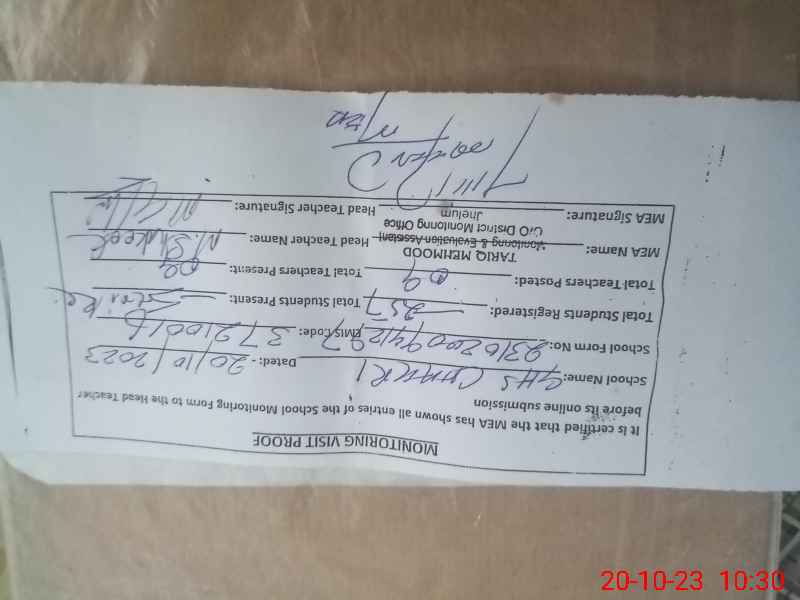 MONITORING VISIT PROOF
It is certified that the MEA has shown all entries of the School Monitoring Form to the Head Teacher
before its online submission
School Name: GHS CHAKRI Dated: - 20/10/2023
School Form No: EMIS Code: 37210016
Total Students Registered: 257 Total Students Present: Strike
Total Teachers Posted: 09 Total Teachers Present: 09
MEA Name: TARIQ MEHMOOD Head Teacher Name: M. Shakeel
Monitoring & Evaluation Assistant
O/O District Monitoring Office
MEA Signature: Jhelum Head Teacher Signature:
20-10-23 10:30